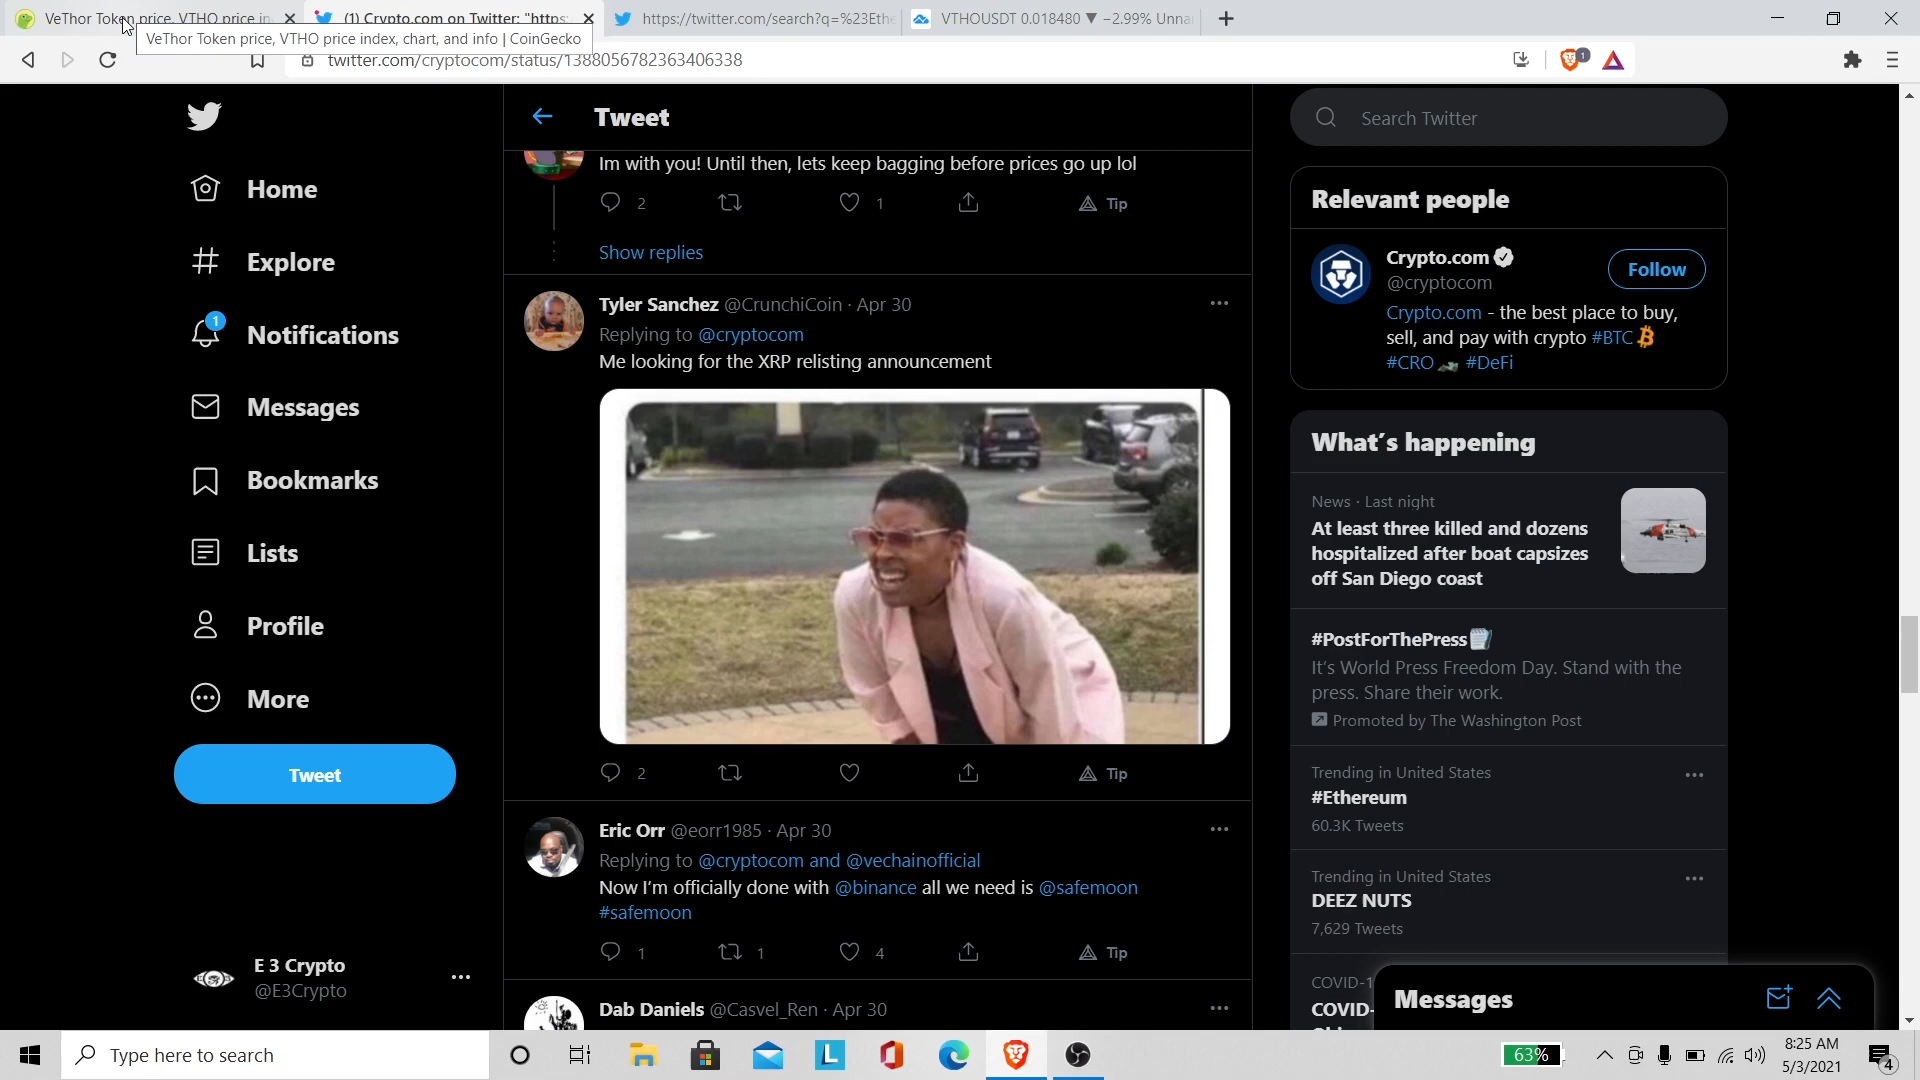 VeThor Token price, VTHO price in
(1) Crypto.com on Twitter: "https:
https://twitter.com/search?q=%23Ethe
VTHOUSDT 0.018480 ▼ −2.99% Unna
VeThor Token price, VTHO price index, chart, and info | CoinGecko
twitter.com/cryptocom/status/1388056782363406338
1
Tweet
Search Twitter
Home
Explore
1
Notifications
Messages
Bookmarks
Lists
Profile
More
Tweet
E 3 Crypto
@E3Crypto
Im with you! Until then, lets keep bagging before prices go up lol
2 1 Tip
Show replies
Tyler Sanchez @CrunchiCoin · Apr 30
Replying to @cryptocom
Me looking for the XRP relisting announcement
2 Tip
Eric Orr @eorr1985 · Apr 30
Replying to @cryptocom and @vechainofficial
Now I'm officially done with @binance all we need is @safemoon
#safemoon
1 1 4 Tip
Dab Daniels @Casvel_Ren · Apr 30
Relevant people
Crypto.com
@cryptocom
Follow
Crypto.com - the best place to buy,
sell, and pay with crypto #BTC
#CRO #DeFi
What's happening
News · Last night
At least three killed and dozens
hospitalized after boat capsizes
off San Diego coast
#PostForThePress
It's World Press Freedom Day. Stand with the
press. Share their work.
Promoted by The Washington Post
Trending in United States
#Ethereum
60.3K Tweets
Trending in United States
DEEZ NUTS
7,629 Tweets
COVID-1
COVID-
Messages
Type here to search
63%
8:25 AM
5/3/2021
4